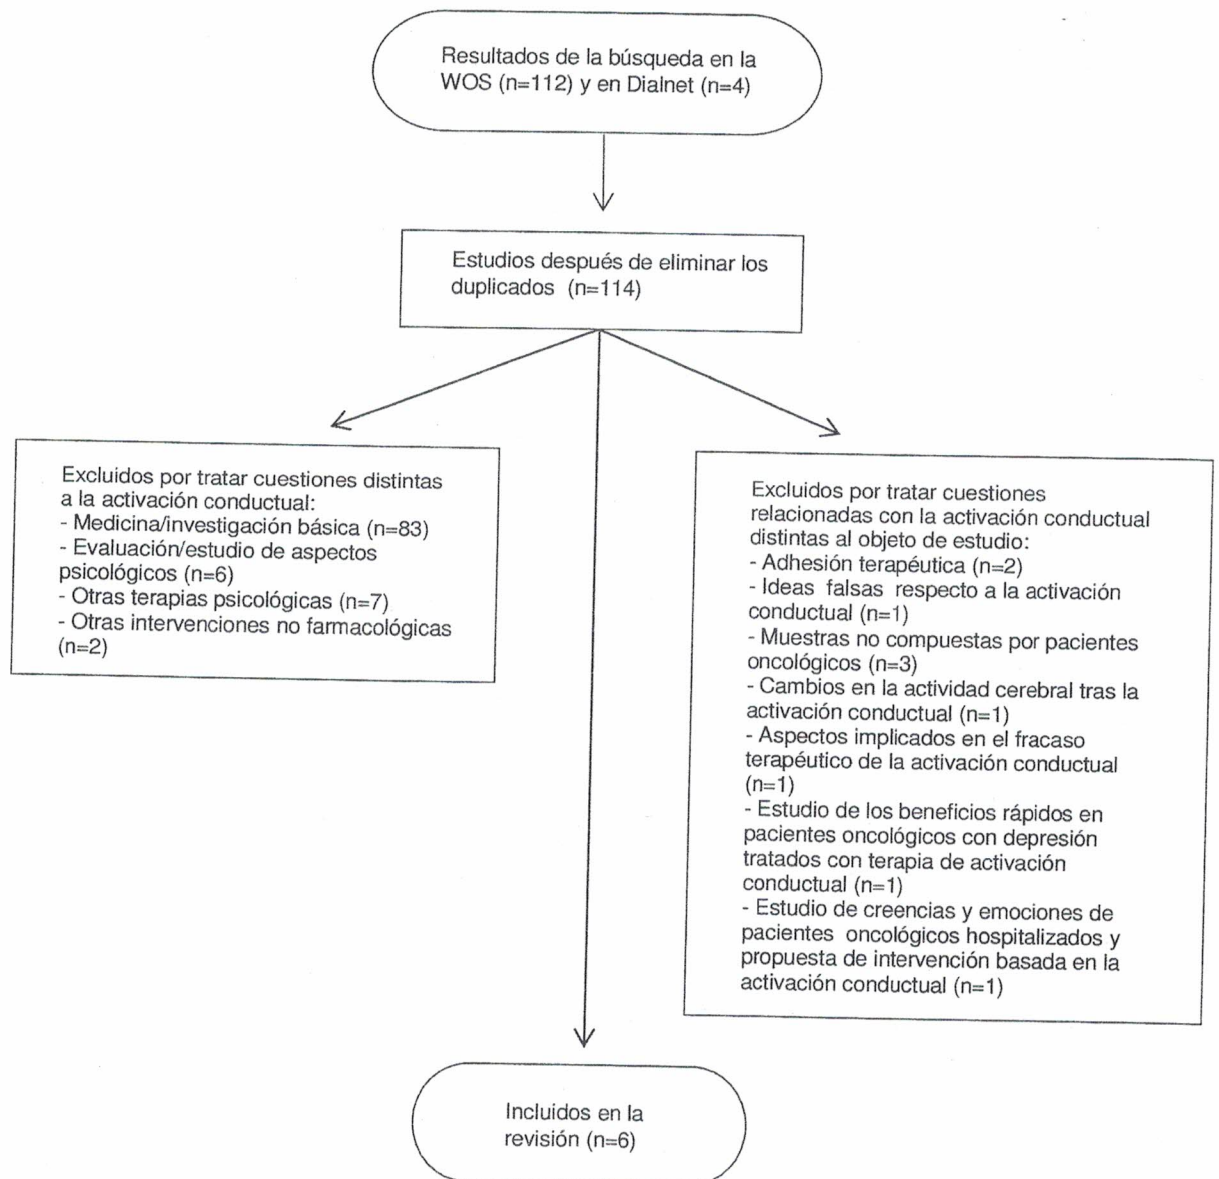 Resultados de la búsqueda en la
WOS (n=112) y en Dialnet (n=4)
Estudios después de eliminar los
duplicados (n=114)
Excluidos por tratar cuestiones distintas
a la activación conductual:
- Medicina/investigación básica (n=83)
- Evaluación/estudio de aspectos
psicológicos (n=6)
- Otras terapias psicológicas (n=7)
- Otras intervenciones no farmacológicas
(n=2)
Excluidos por tratar cuestiones
relacionadas con la activación conductual
distintas al objeto de estudio:
- Adhesión terapéutica (n=2)
- Ideas falsas respecto a la activación
conductual (n=1)
- Muestras no compuestas por pacientes
oncológicos (n=3)
- Cambios en la actividad cerebral tras la
activación conductual (n=1)
- Aspectos implicados en el fracaso
terapéutico de la activación conductual
(n=1)
- Estudio de los beneficios rápidos en
pacientes oncológicos con depresión
tratados con terapia de activación
conductual (n=1)
- Estudio de creencias y emociones de
pacientes oncológicos hospitalizados y
propuesta de intervención basada en la
activación conductual (n=1)
Incluidos en la
revisión (n=6)